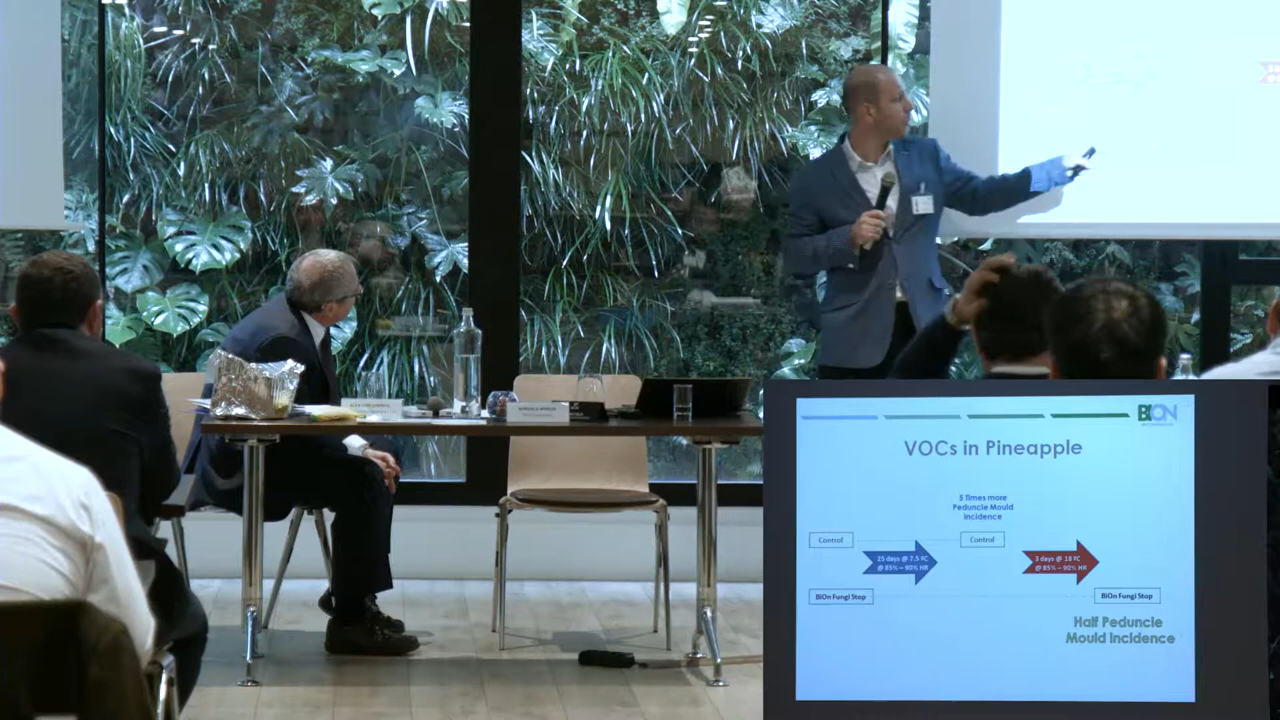 BION
VOCs in Pineapple
5 Times more
Peduncle Mould
Incidence
Control
Control
25 days @ 7.5 ºC
@ 85% – 90% HR
3 days @ 18 ºC
@ 85% – 90% HR
BiOn Fungi Stop
BiOn Fungi Stop
Half Peduncle
Mould Incidence